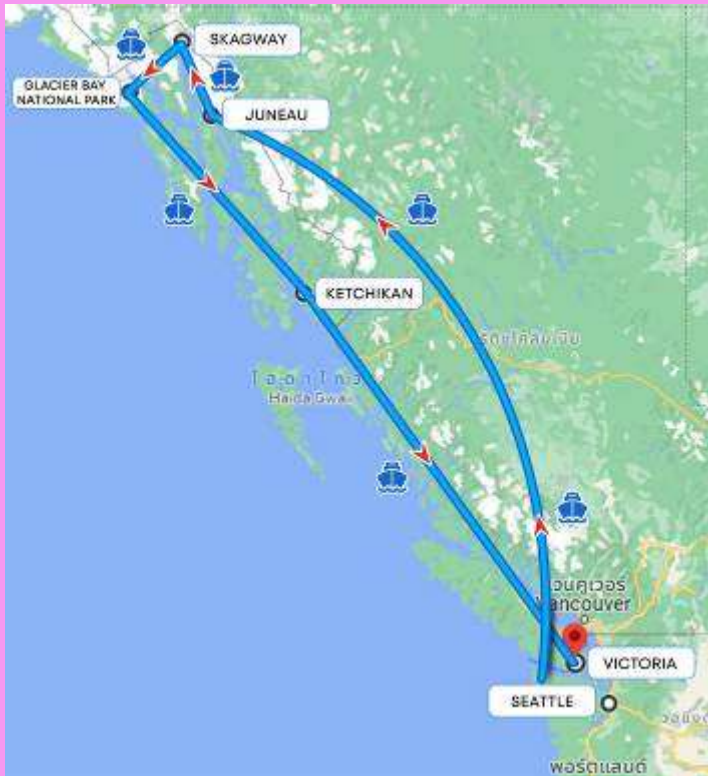 SKAGWAY
GLACIER BAY
NATIONAL PARK
JUNEAU
KETCHIKAN
Haida Gwaii
แวนคูเวอร์
Vancouver
VICTORIA
SEATTLE
พอร์ตแลนด์